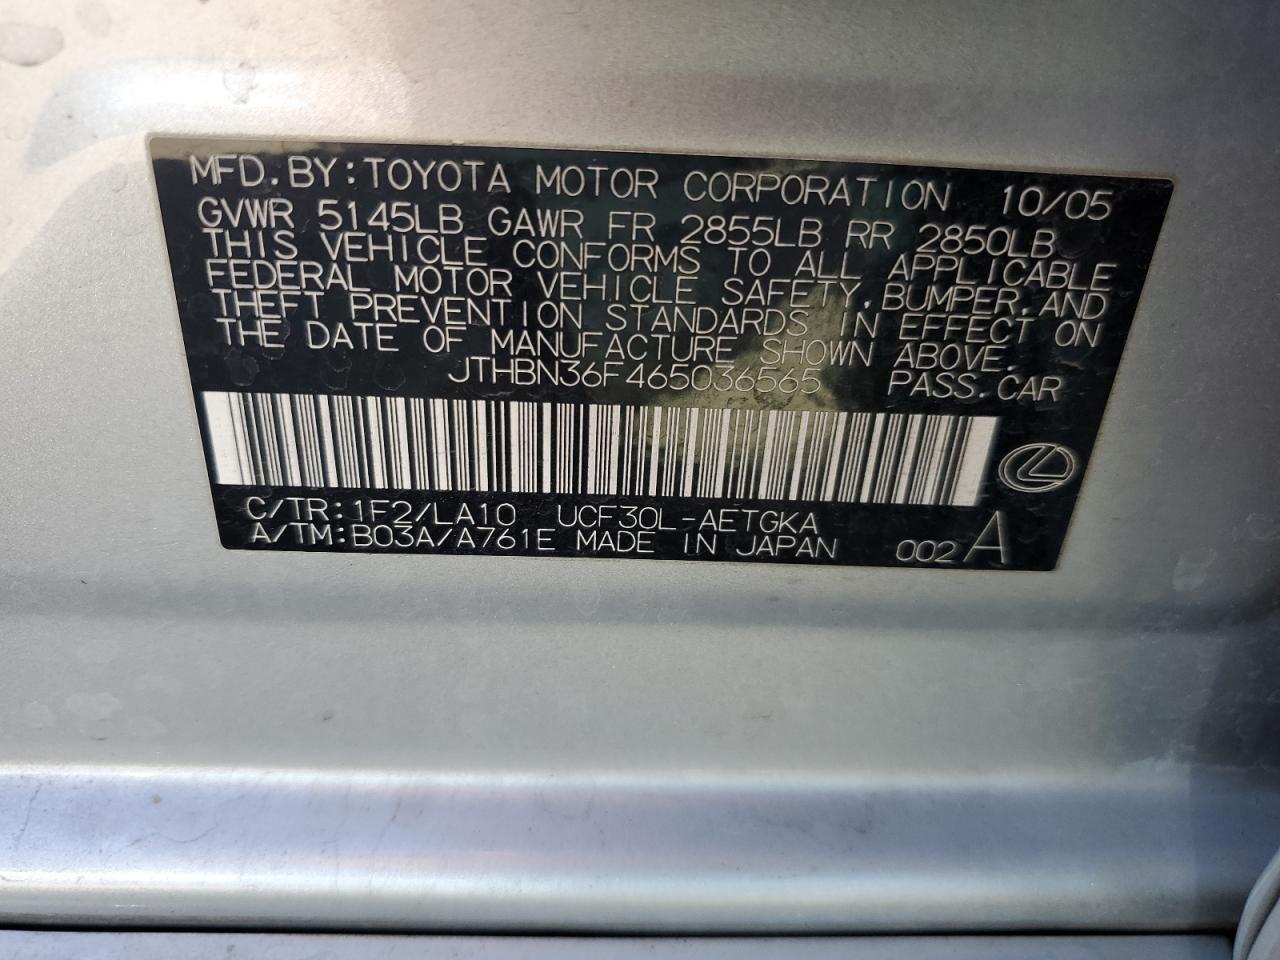 MFD.BY:TOYOTA MOTOR CORPORATION 10/05
GVWR 5145LB GAWR FR 2855LB RR 2850LB
THIS VEHICLE CONFORMS TO ALL APPLICABLE
FEDERAL MOTOR VEHICLE SAFETY,BUMPER,AND
THEFT PREVENTION STANDARDS IN EFFECT ON
THE DATE OF MANUFACTURE SHOWN ABOVE.
JTHBN36F465036565 PASS.CAR
C/TR:1F2/LA10 UCF30L-AETGKA
A/TM:B03A/A761E MADE IN JAPAN 002 A